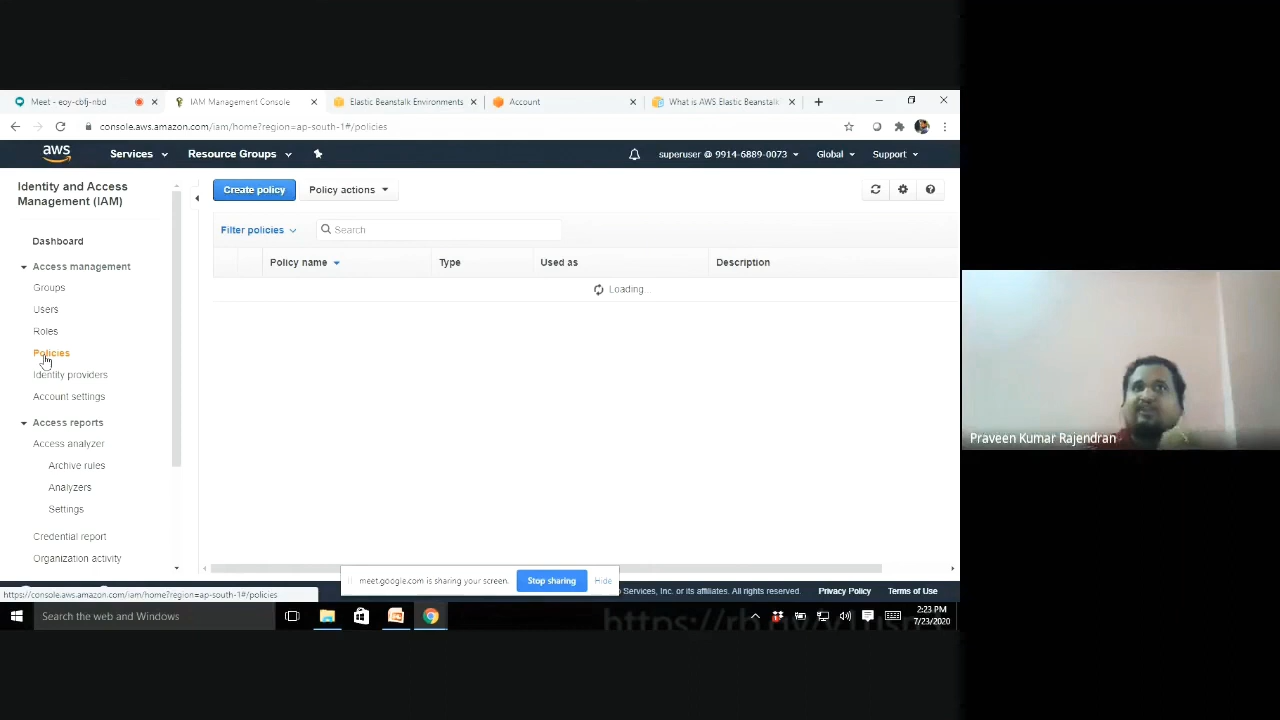 Meet - eoy-cbfj-nbd
IAM Management Console
Elastic Beanstalk Environments
Account
What is AWS Elastic Beanstalk
console.aws.amazon.com/iam/home?region=ap-south-1#/policies
aws
Services
Resource Groups
superuser @ 9914-6889-0073
Global
Support
Identity and Access
Management (IAM)
Dashboard
Access management
Groups
Users
Roles
Policies
Identity providers
Account settings
Access reports
Access analyzer
Archive rules
Analyzers
Settings
Credential report
Organization activity
Create policy
Policy actions
Filter policies
Search
Policy name
Type
Used as
Description
Loading...
Praveen Kumar Rajendran
meet.google.com is sharing your screen.
Stop sharing
Hide
https://console.aws.amazon.com/iam/home?region=ap-south-1#/policies
Services, Inc. or its affiliates. All rights reserved.
Privacy Policy
Terms of Use
Search the web and Windows
2:23 PM
7/23/2020